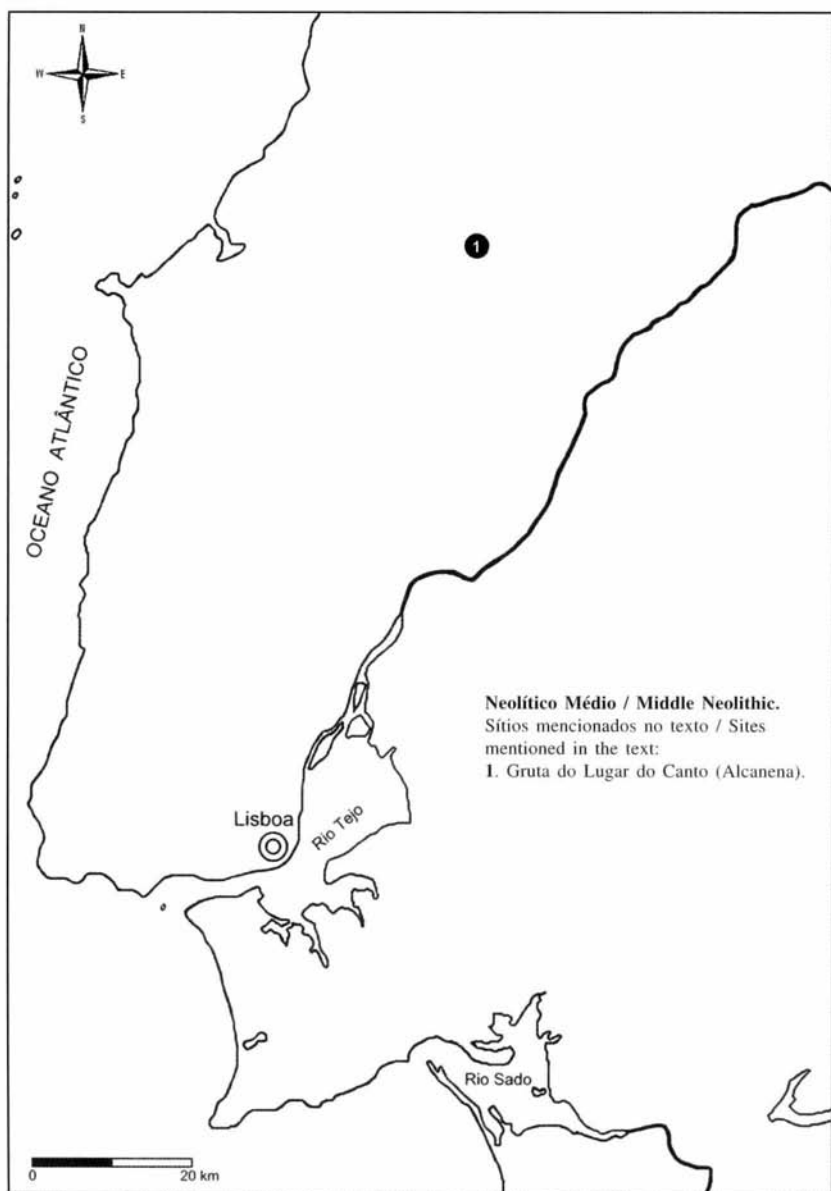 N
W E
S
1
OCEANO ATLÂNTICO
Neolítico Médio / Middle Neolithic.
Sítios mencionados no texto / Sites
mentioned in the text:
1. Gruta do Lugar do Canto (Alcanena).
Lisboa
Rio Tejo
Rio Sado
0 20 km